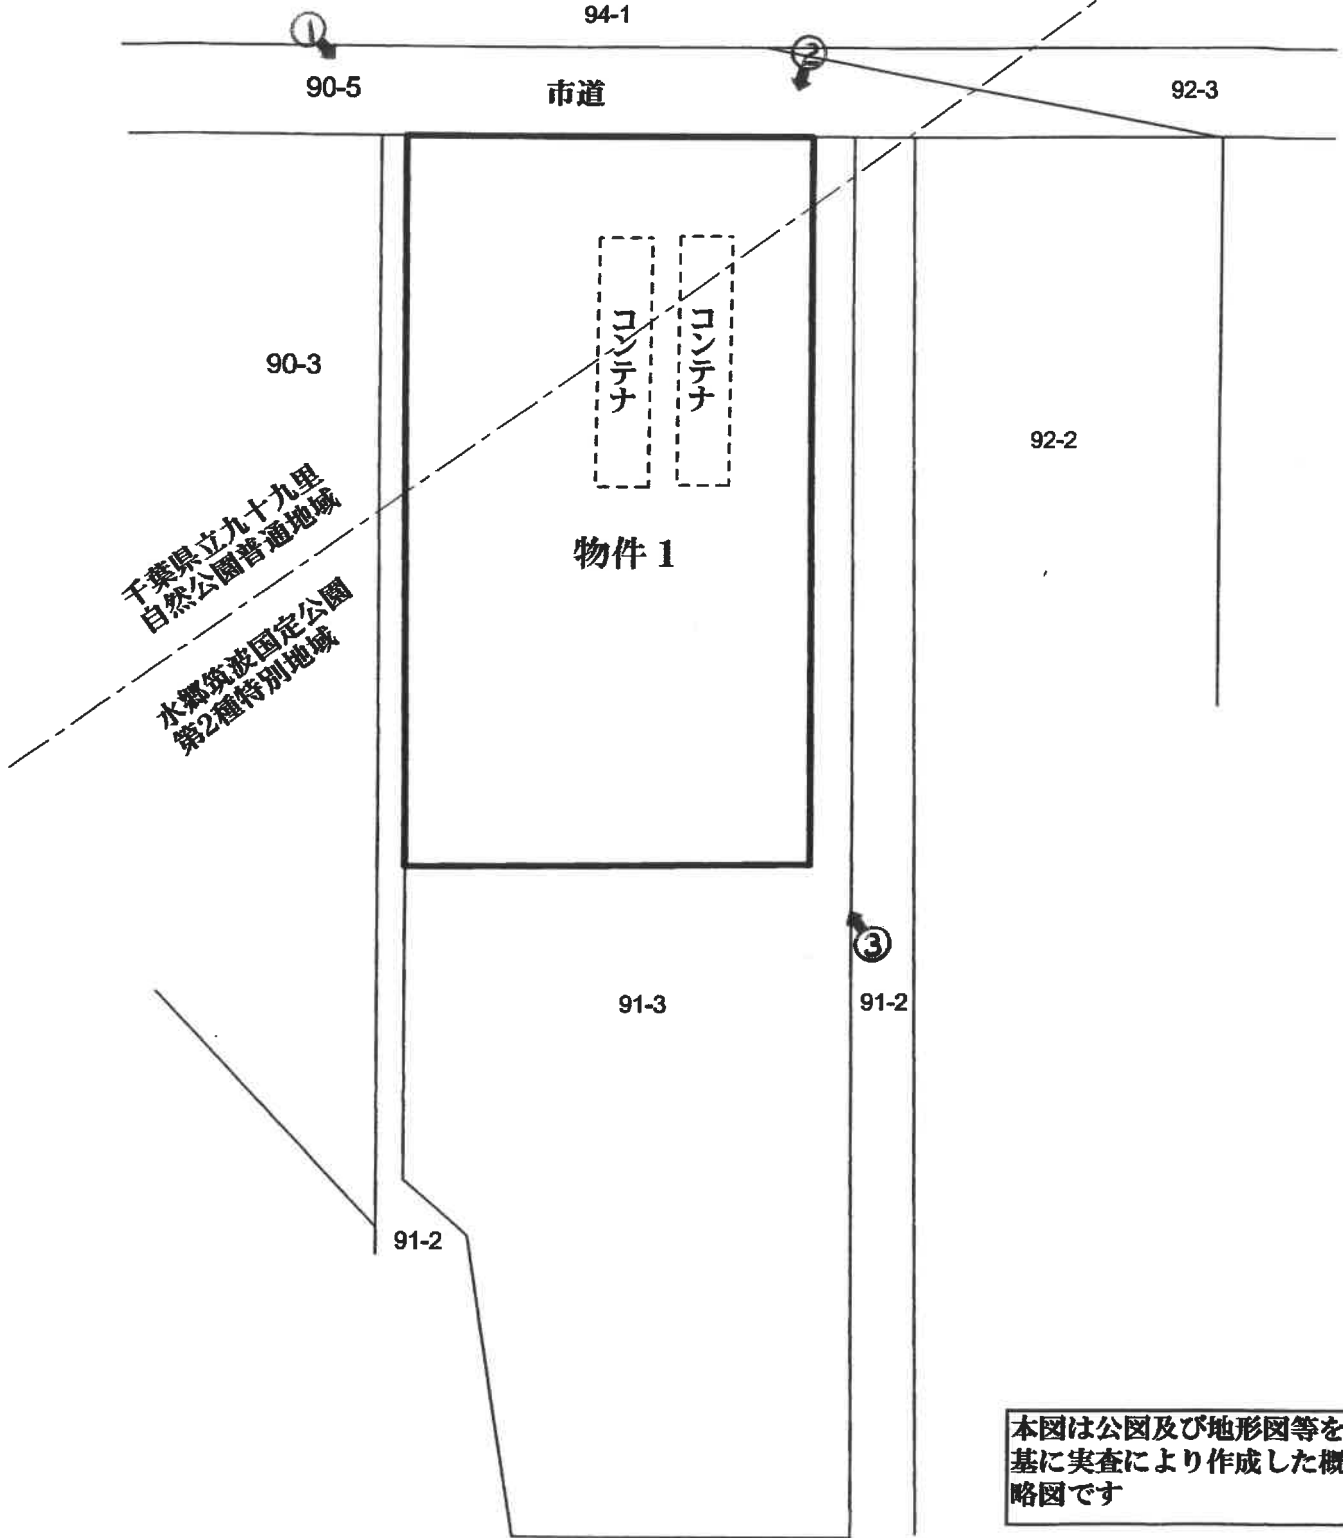 94-1
①
②
90-5
市道
92-3
コンテナ
コンテナ
90-3
92-2
千葉県立九十九里
自然公園普通地域
物件 1
水郷筑波国定公園
第2種特別地域
③
91-3
91-2
91-2
本図は公図及び地形図等を
基に実査により作成した概
略図です